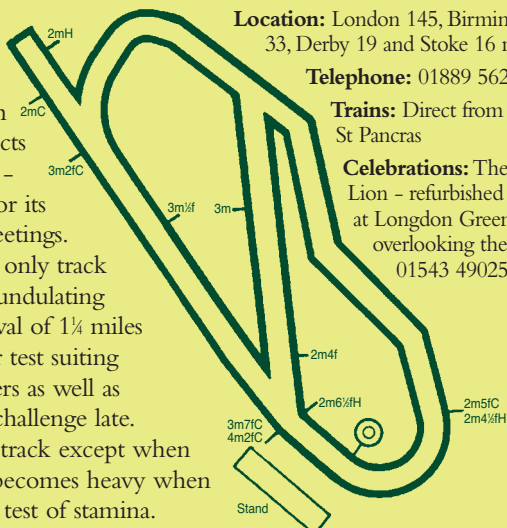 Location: London 145, Birmin
33, Derby 19 and Stoke 16 m
Telephone: 01889 562
Trains: Direct from
St Pancras
Celebrations: The
Lion – refurbished
at Longdon Green
overlooking the
01543 49025
n
cts
–
or its
eetings.
only track
undulating
val of 1¼ miles
r test suiting
ers as well as
challenge late.
track except when
becomes heavy when
test of stamina.
2mH
2mC
3m2fC
3m½f
3m
2m4f
2m6½fH
2m5fC
2m4½fH
3m7fC
4m2fC
Stand